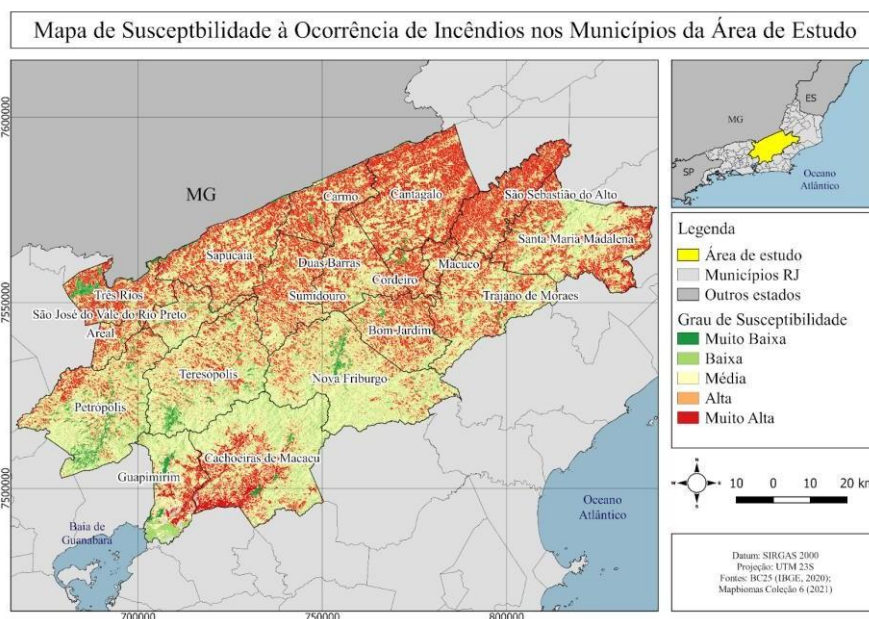 Mapa de Susceptbilidade à Ocorrência de Incêndios nos Municípios da Área de Estudo
7600000
7550000
7500000
MG
Carmo
Cantagalo
São Sebastião do Alto
Sapucaia
Santa Maria Madalena
Duas Barras
Macuco
Cordeiro
Três Rios
Sumidouro
Trajano de Moraes
São José do Vale do Rio Preto
Areal
Bom Jardim
Teresópolis
Nova Friburgo
Petrópolis
Cachoeiras de Macacu
Guapimirim
Baía de
Guanabara
Oceano
Atlântico
700000
750000
800000
ES
MG
SP
Oceano
Atlântico
Legenda
Área de estudo
Municípios RJ
Outros estados
Grau de Susceptibilidade
Muito Baixa
Baixa
Média
Alta
Muito Alta
10 0 10 20 km
Datum: SIRGAS 2000
Projeção: UTM 23S
Fontes: BC25 (IBGE, 2020);
Mapbiomas Coleção 6 (2021)